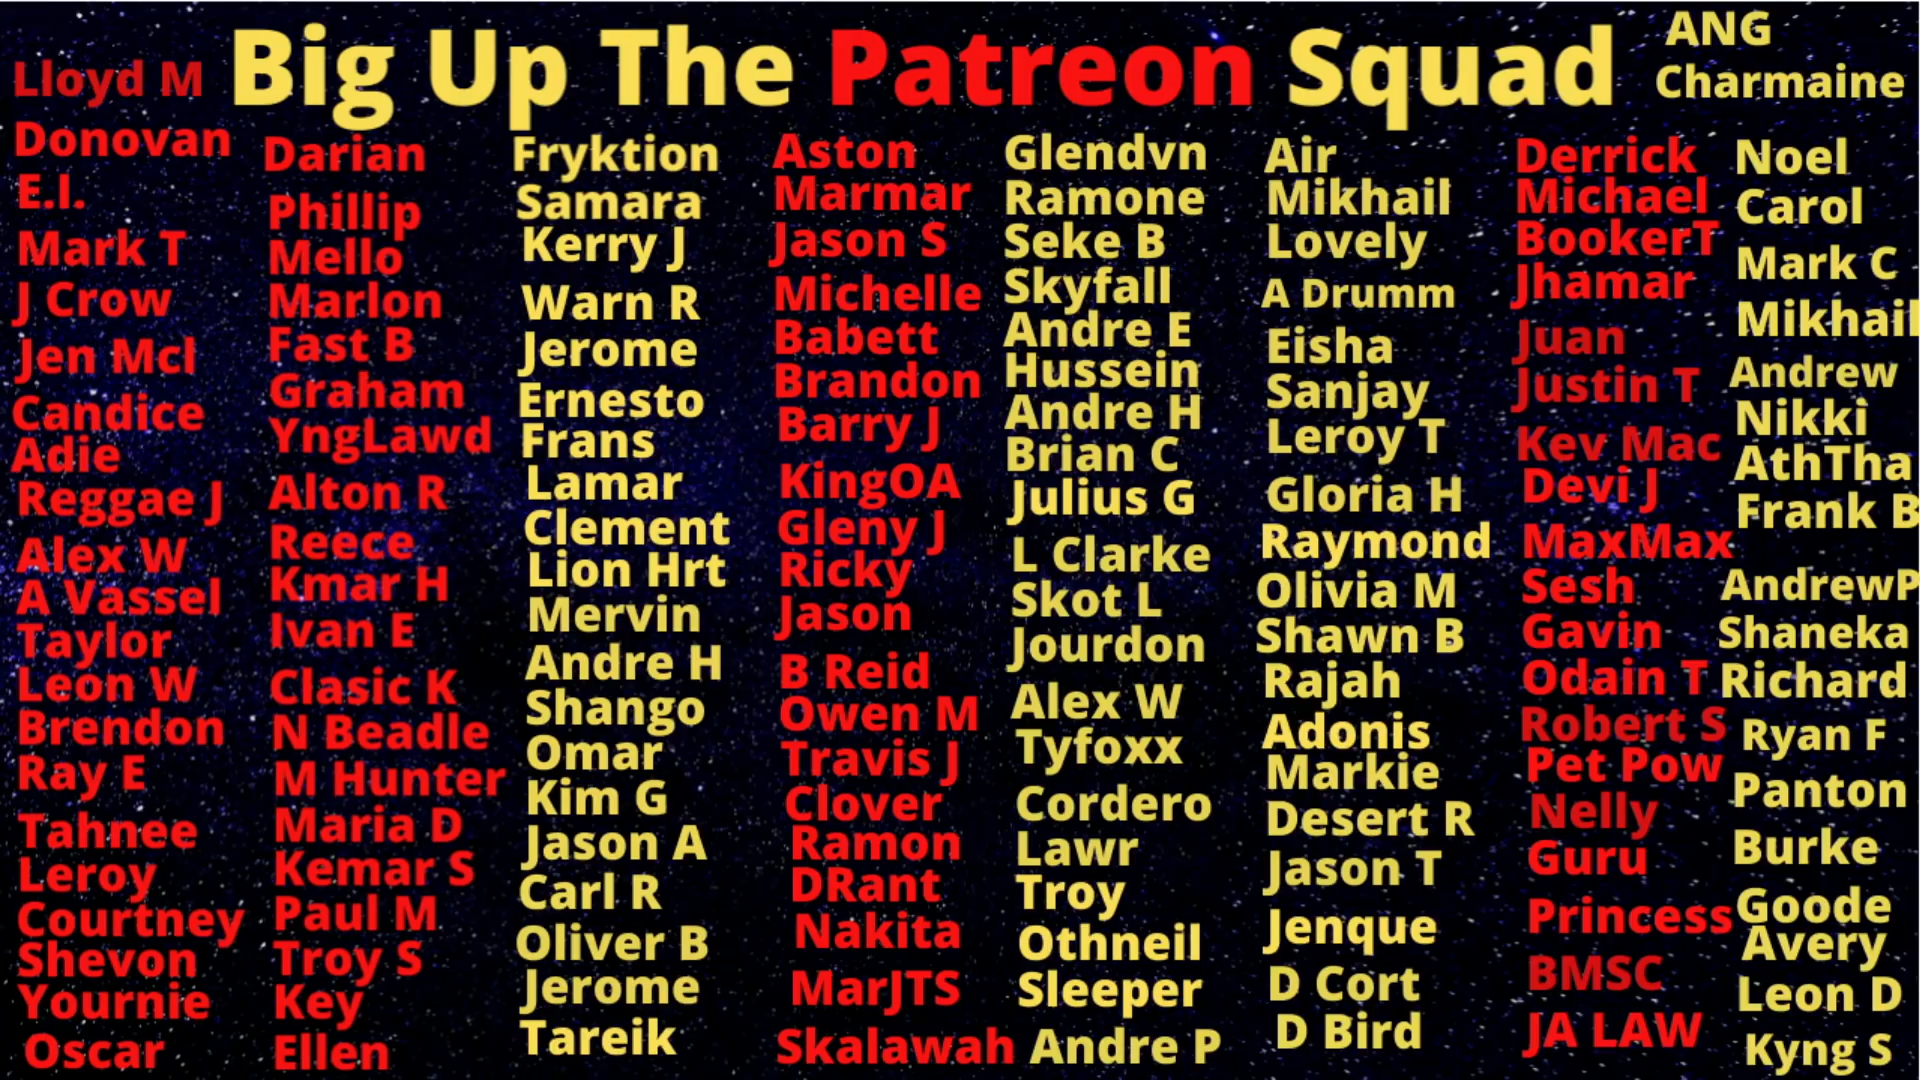 Big Up The Patreon Squad
Lloyd M
Donovan
E.I.
Mark T
J Crow
Jen Mcl
Candice
Adie
Reggae J
Alex W
A Vassel
Taylor
Leon W
Brendon
Ray E
Tahnee
Leroy
Courtney
Shevon
Yournie
Oscar
Darian
Phillip
Mello
Marlon
Fast B
Graham
YngLawd
Alton R
Reece
Kmar H
Ivan E
Clasic K
N Beadle
M Hunter
Maria D
Kemar S
Paul M
Troy S
Key
Ellen
Fryktion
Samara
Kerry J
Warn R
Jerome
Ernesto
Frans
Lamar
Clement
Lion Hrt
Mervin
Andre H
Shango
Omar
Kim G
Jason A
Carl R
Oliver B
Jerome
Tareik
Aston
Marmar
Jason S
Michelle
Babett
Brandon
Barry J
KingOA
Gleny J
Ricky
Jason
B Reid
Owen M
Travis J
Clover
Ramon
DRant
Nakita
MarJTS
Skalawah
Glendvn
Ramone
Seke B
Skyfall
Andre E
Hussein
Andre H
Brian C
Julius G
L Clarke
Skot L
Jourdon
Alex W
Tyfoxx
Cordero
Lawr
Troy
Othneil
Sleeper
Andre P
Air
Mikhail
Lovely
A Drumm
Eisha
Sanjay
Leroy T
Gloria H
Raymond
Olivia M
Shawn B
Rajah
Adonis
Markie
Desert R
Jason T
Jenque
D Cort
D Bird
Derrick
Michael
BookerT
Jhamar
Juan
Justin T
Kev Mac
Devi J
MaxMax
Sesh
Gavin
Odain T
Robert S
Pet Pow
Nelly
Guru
Princess
BMSC
JA LAW
ANG
Charmaine
Noel
Carol
Mark C
Mikhail
Andrew
Nikki
AthTha
Frank B
AndrewP
Shaneka
Richard
Ryan F
Panton
Burke
Goode
Avery
Leon D
Kyng S